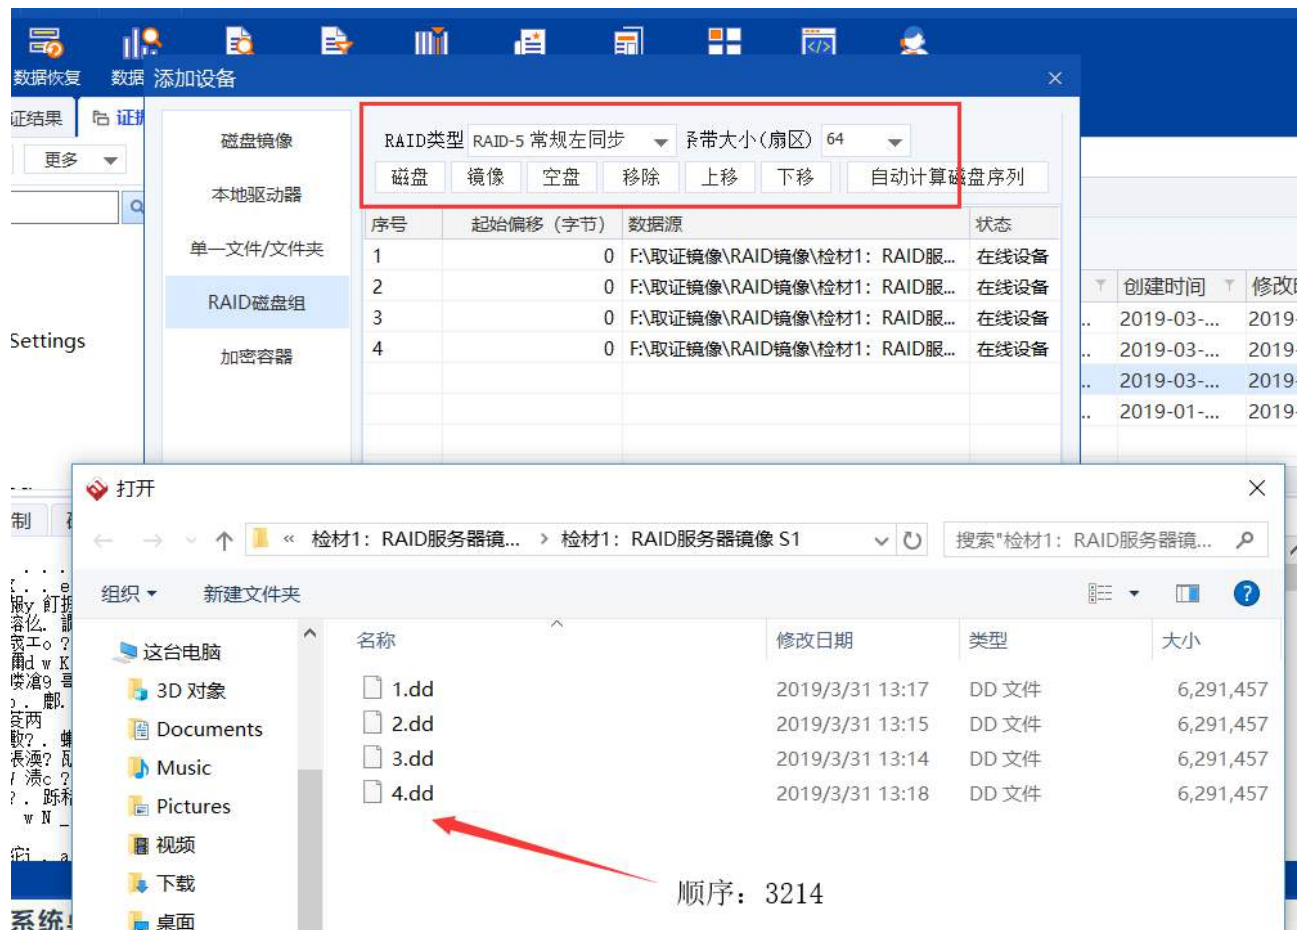 数据恢复 数据
添加设备
正结果 证据
更多
磁盘镜像
本地驱动器
单一文件/文件夹
RAID磁盘组
加密容器
RAID类型 RAID-5 常规左同步 条带大小(扇区) 64
磁盘 镜像 空盘 移除 上移 下移 自动计算磁盘序列
序号 起始偏移（字节） 数据源 状态
1 0 F:\取证镜像\RAID镜像\检材1：RAID服... 在线设备
2 0 F:\取证镜像\RAID镜像\检材1：RAID服... 在线设备
3 0 F:\取证镜像\RAID镜像\检材1：RAID服... 在线设备
4 0 F:\取证镜像\RAID镜像\检材1：RAID服... 在线设备
创建时间 修改
.. 2019-03-... 2019-
.. 2019-03-... 2019-
.. 2019-03-... 2019-
.. 2019-01-... 2019-
Settings
制
打开
« 检材1：RAID服务器镜... › 检材1：RAID服务器镜像 S1
搜索"检材1：RAID服务器镜...
组织 新建文件夹
这台电脑
3D 对象
Documents
Music
Pictures
视频
下载
桌面
名称 修改日期 类型 大小
1.dd 2019/3/31 13:17 DD 文件 6,291,457
2.dd 2019/3/31 13:15 DD 文件 6,291,457
3.dd 2019/3/31 13:14 DD 文件 6,291,457
4.dd 2019/3/31 13:18 DD 文件 6,291,457
顺序：3214
系统